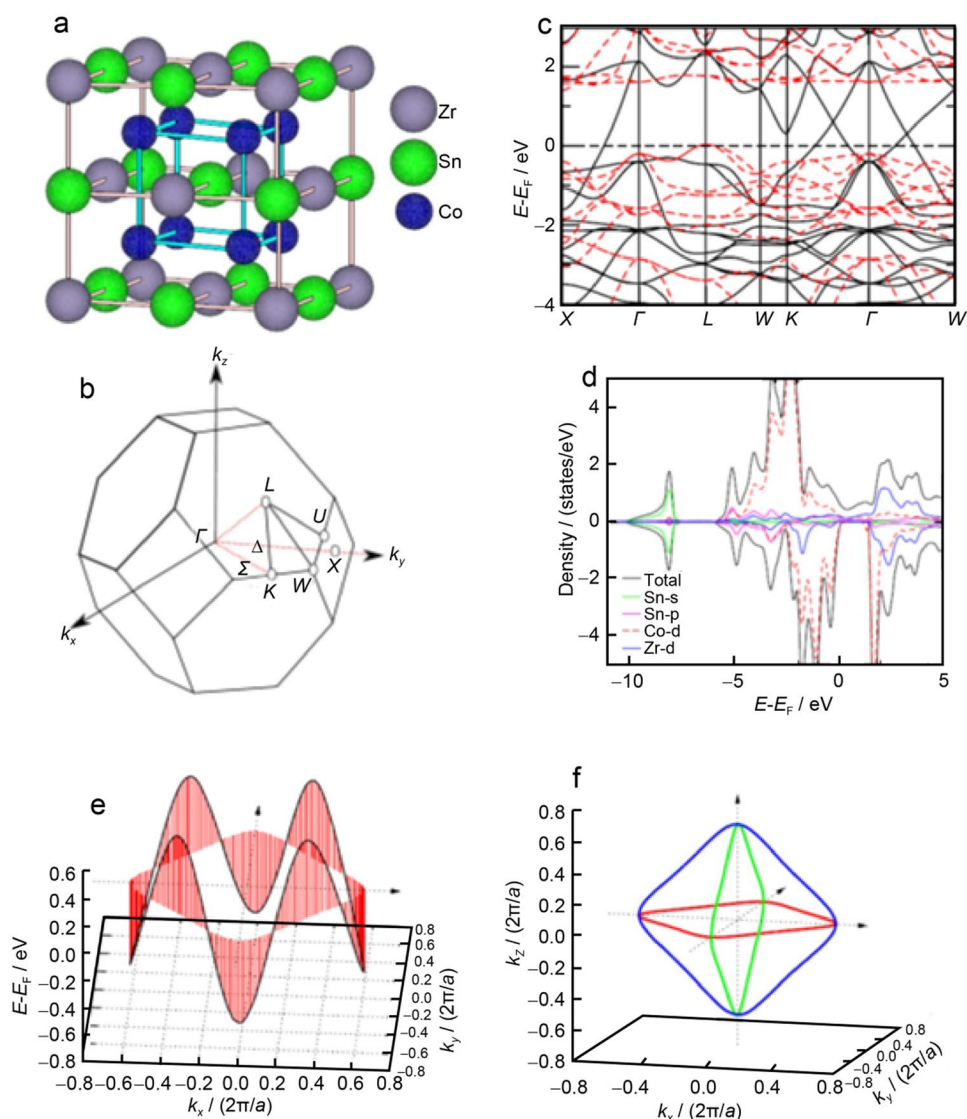 a
Zr
Sn
Co
c
E-E_F / eV
2
0
−2
−4
X Γ L W K Γ W
b
k_z
L
U
Γ
Δ
X
k_y
Σ
K
W
k_x
d
Density / (states/eV)
4
2
0
−2
−4
Total
Sn-s
Sn-p
Co-d
Zr-d
−10 −5 0 5
E-E_F / eV
e
E-E_F / eV
0.6
0.4
0.2
0.0
−0.2
−0.4
−0.6
−0.8
0.8
0.6
0.4
0.2
0.0
−0.2
−0.4
−0.6
k_y / (2π/a)
−0.8 −0.6 −0.4 −0.2 0.0 0.2 0.4 0.6 0.8
k_x / (2π/a)
f
k_z / (2π/a)
0.8
0.6
0.4
0.2
0.0
−0.2
−0.4
−0.6
−0.8
0.8
0.4
0.0
−0.4
−0.8
k_y / (2π/a)
−0.8 −0.4 0.0 0.4 0.8
k_x / (2π/a)